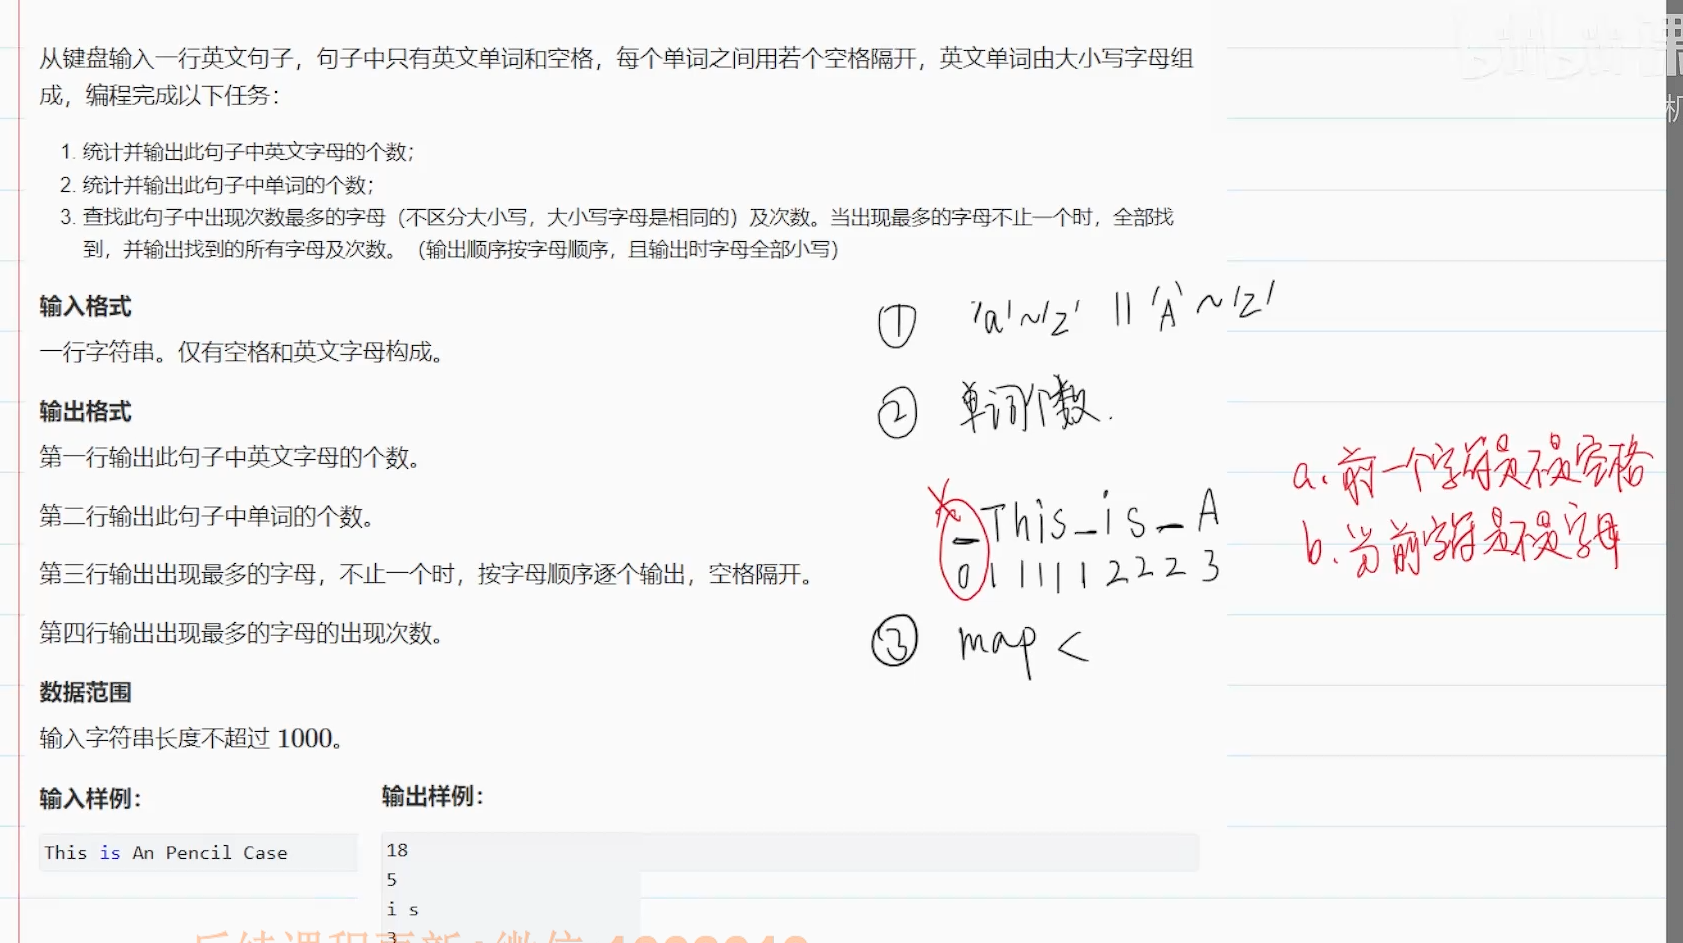 从键盘输入一行英文句子，句子中只有英文单词和空格，每个单词之间用若干个空格隔开，英文单词由大小写字母组
成，编程完成以下任务：
1. 统计并输出此句子中英文字母的个数；
2. 统计并输出此句子中单词的个数；
3. 查找此句子中出现次数最多的字母（不区分大小写，大小写字母是相同的）及次数。当出现最多的字母不止一个时，全部找
到，并输出找到的所有字母及次数。（输出顺序按字母顺序，且输出时字母全部小写）
输入格式
一行字符串。仅有空格和英文字母构成。
输出格式
第一行输出此句子中英文字母的个数。
第二行输出此句子中单词的个数。
第三行输出出现最多的字母，不止一个时，按字母顺序逐个输出，空格隔开。
第四行输出出现最多的字母的出现次数。
数据范围
输入字符串长度不超过 1000。
输入样例：
This is An Pencil Case
输出样例：
18
5
i s
3
① 'a'~'z' || 'A'~'Z'
② 单词个数.
_This_is_A
0 1 1 1 1 1 2 2 2 3
③ map <
a. 前一个字符是不是空格
b. 当前字符是不是字母